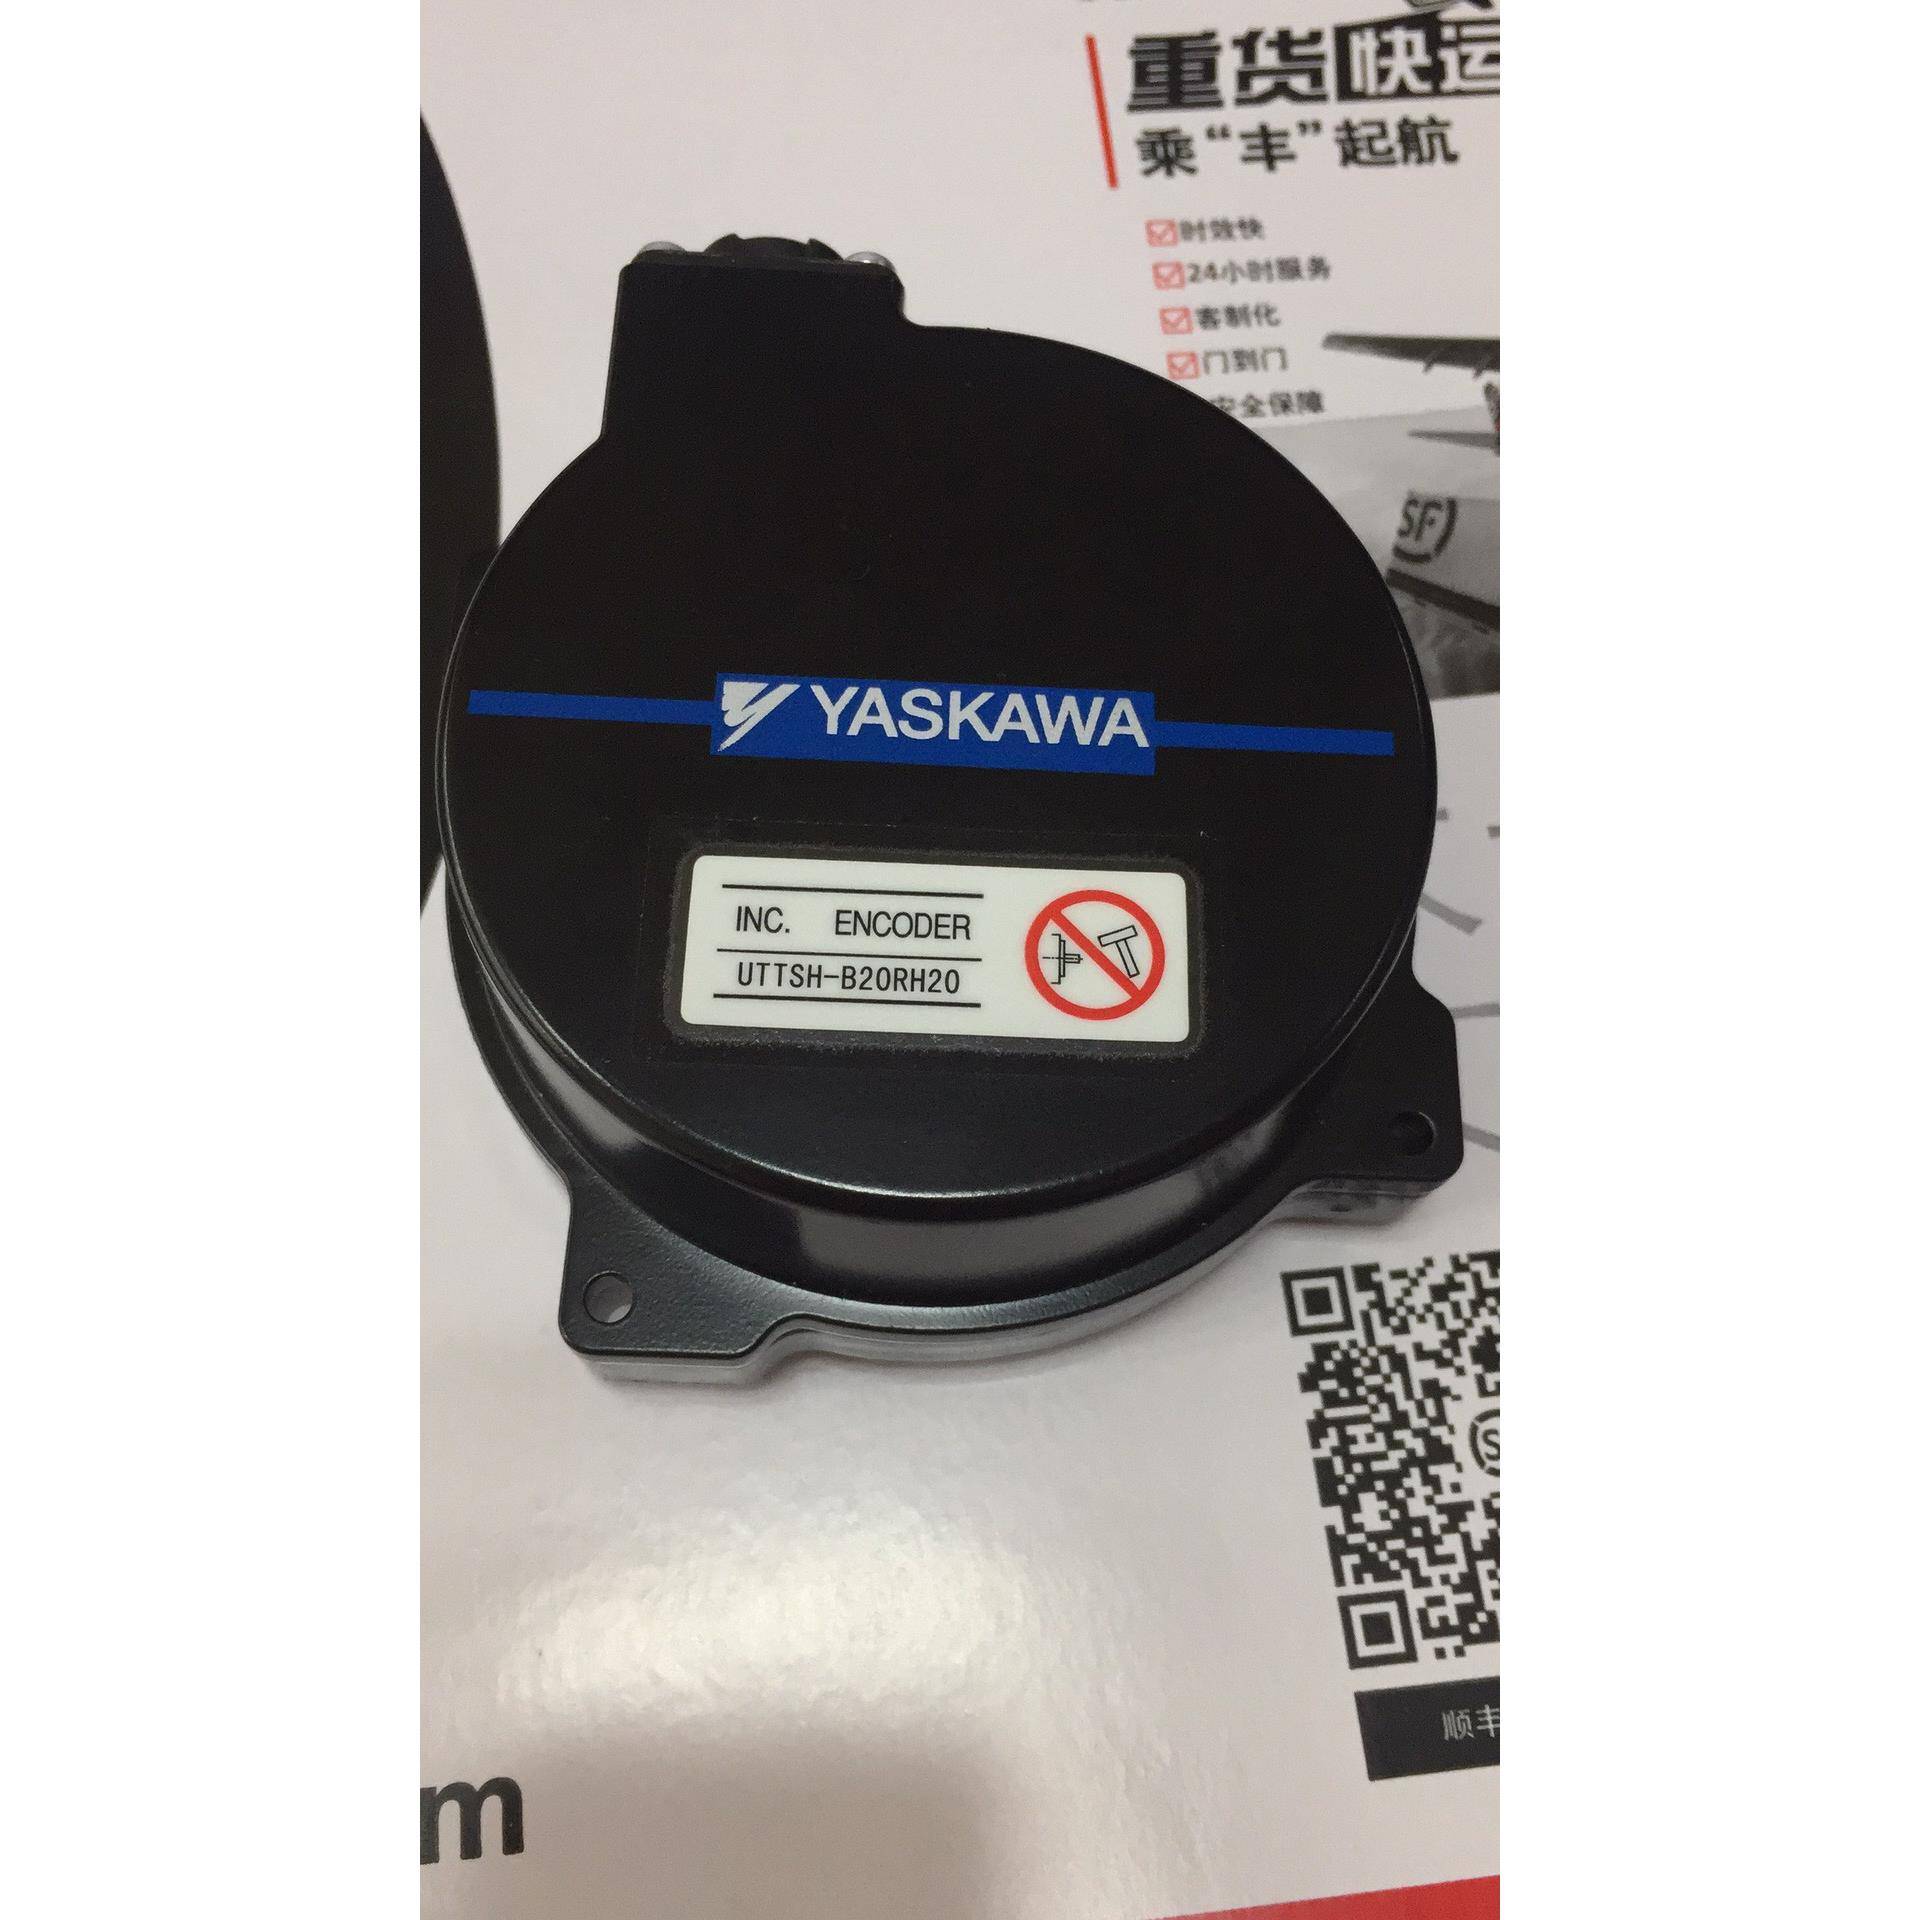 重货快运
乘“丰”起航
时效快
24小时服务
客制化
门到门
安全保障
SF
YASKAWA
INC. ENCODER
UTTSH-B20RH20
S
顺丰
m